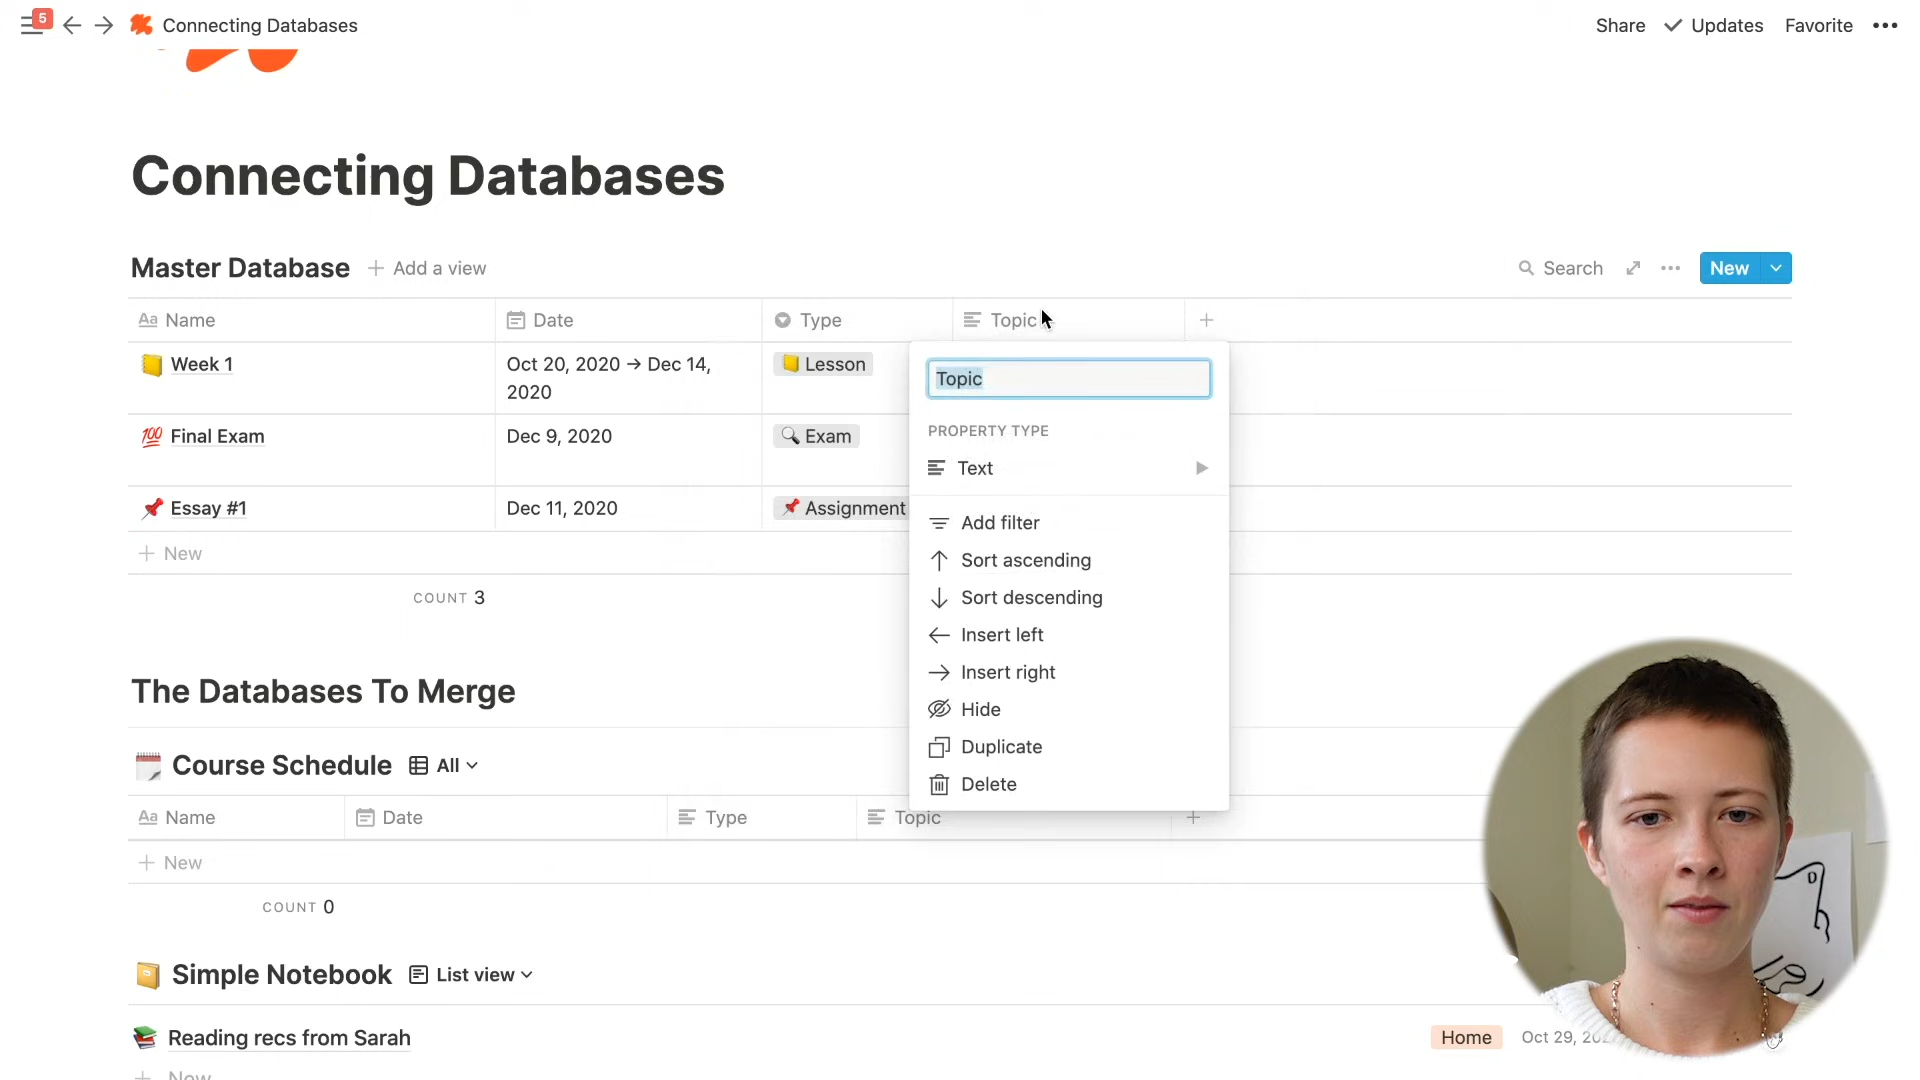 5
Connecting Databases
Share
Updates
Favorite
Connecting Databases
Master Database
Add a view
Search
New
Aa Name
Date
Type
Topic
Week 1
Oct 20, 2020 → Dec 14,
2020
Lesson
Final Exam
Dec 9, 2020
Exam
Essay #1
Dec 11, 2020
Assignment
New
COUNT 3
Topic
PROPERTY TYPE
Text
Add filter
Sort ascending
Sort descending
Insert left
Insert right
Hide
Duplicate
Delete
The Databases To Merge
Course Schedule
All
Aa Name
Date
Type
Topic
New
COUNT 0
Simple Notebook
List view
Reading recs from Sarah
Home
Oct 29,
New